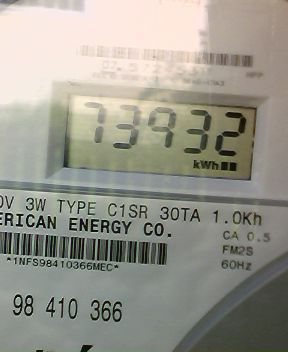 73932
kWh
0V 3W TYPE C1SR 30TA 1.0Kh
ERICAN ENERGY CO.
CA 0.5
FM2S
*1NFS98410366MEC*
60Hz
98 410 366